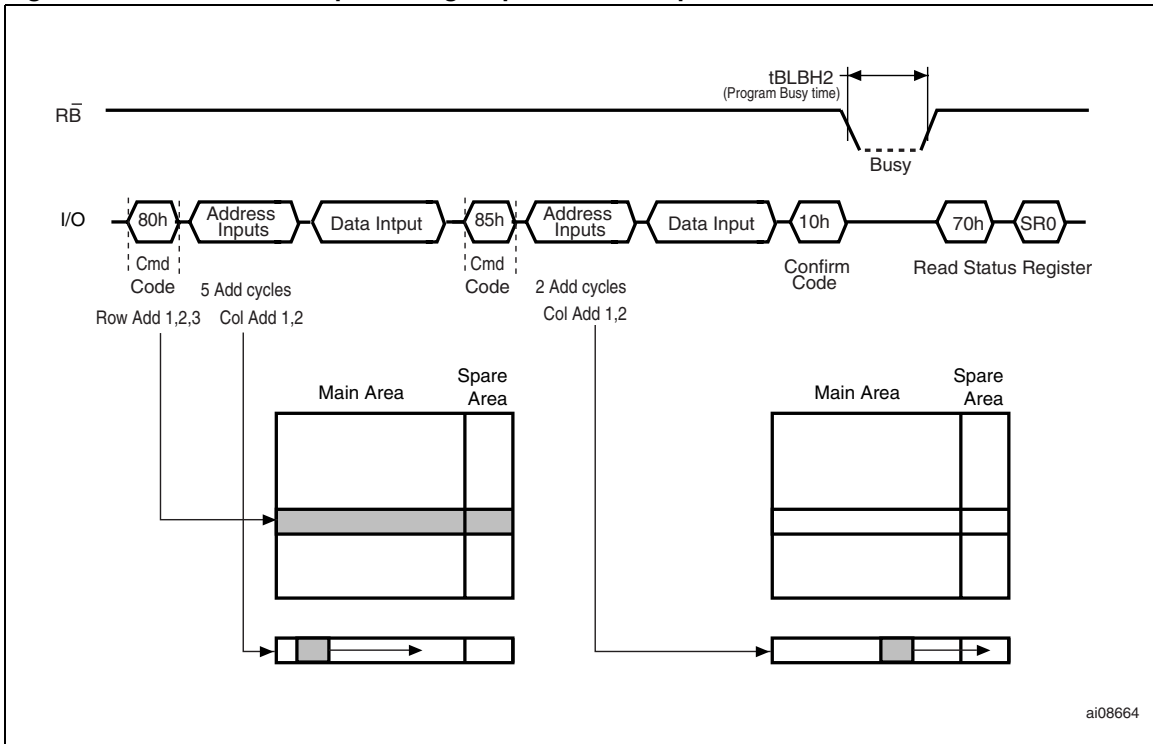 tBLBH2
(Program Busy time)
RB̅
Busy
I/O
80h
Address
Inputs
Data Intput
85h
Address
Inputs
Data Input
10h
70h
SR0
Cmd
Code
Cmd
Code
Confirm
Code
Read Status Register
5 Add cycles
2 Add cycles
Row Add 1,2,3
Col Add 1,2
Col Add 1,2
Main Area
Spare
Area
Main Area
Spare
Area
ai08664